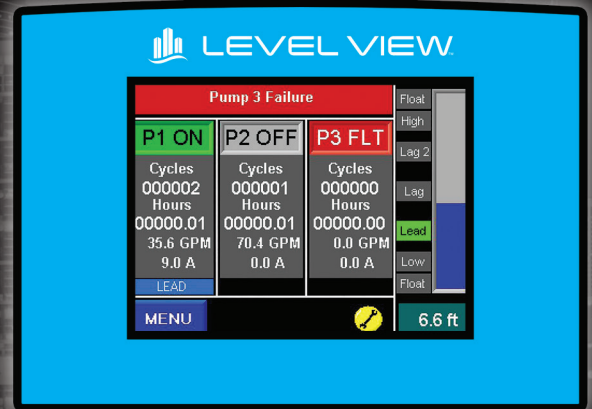 LEVEL VIEW
Pump 3 Failure
P1 ON
Cycles
000002
Hours
00000.01
35.6 GPM
9.0 A
LEAD
P2 OFF
Cycles
000001
Hours
00000.01
70.4 GPM
0.0 A
P3 FLT
Cycles
000000
Hours
00000.00
0.0 GPM
0.0 A
Float
High
Lag 2
Lag
Lead
Low
Float
MENU
6.6 ft